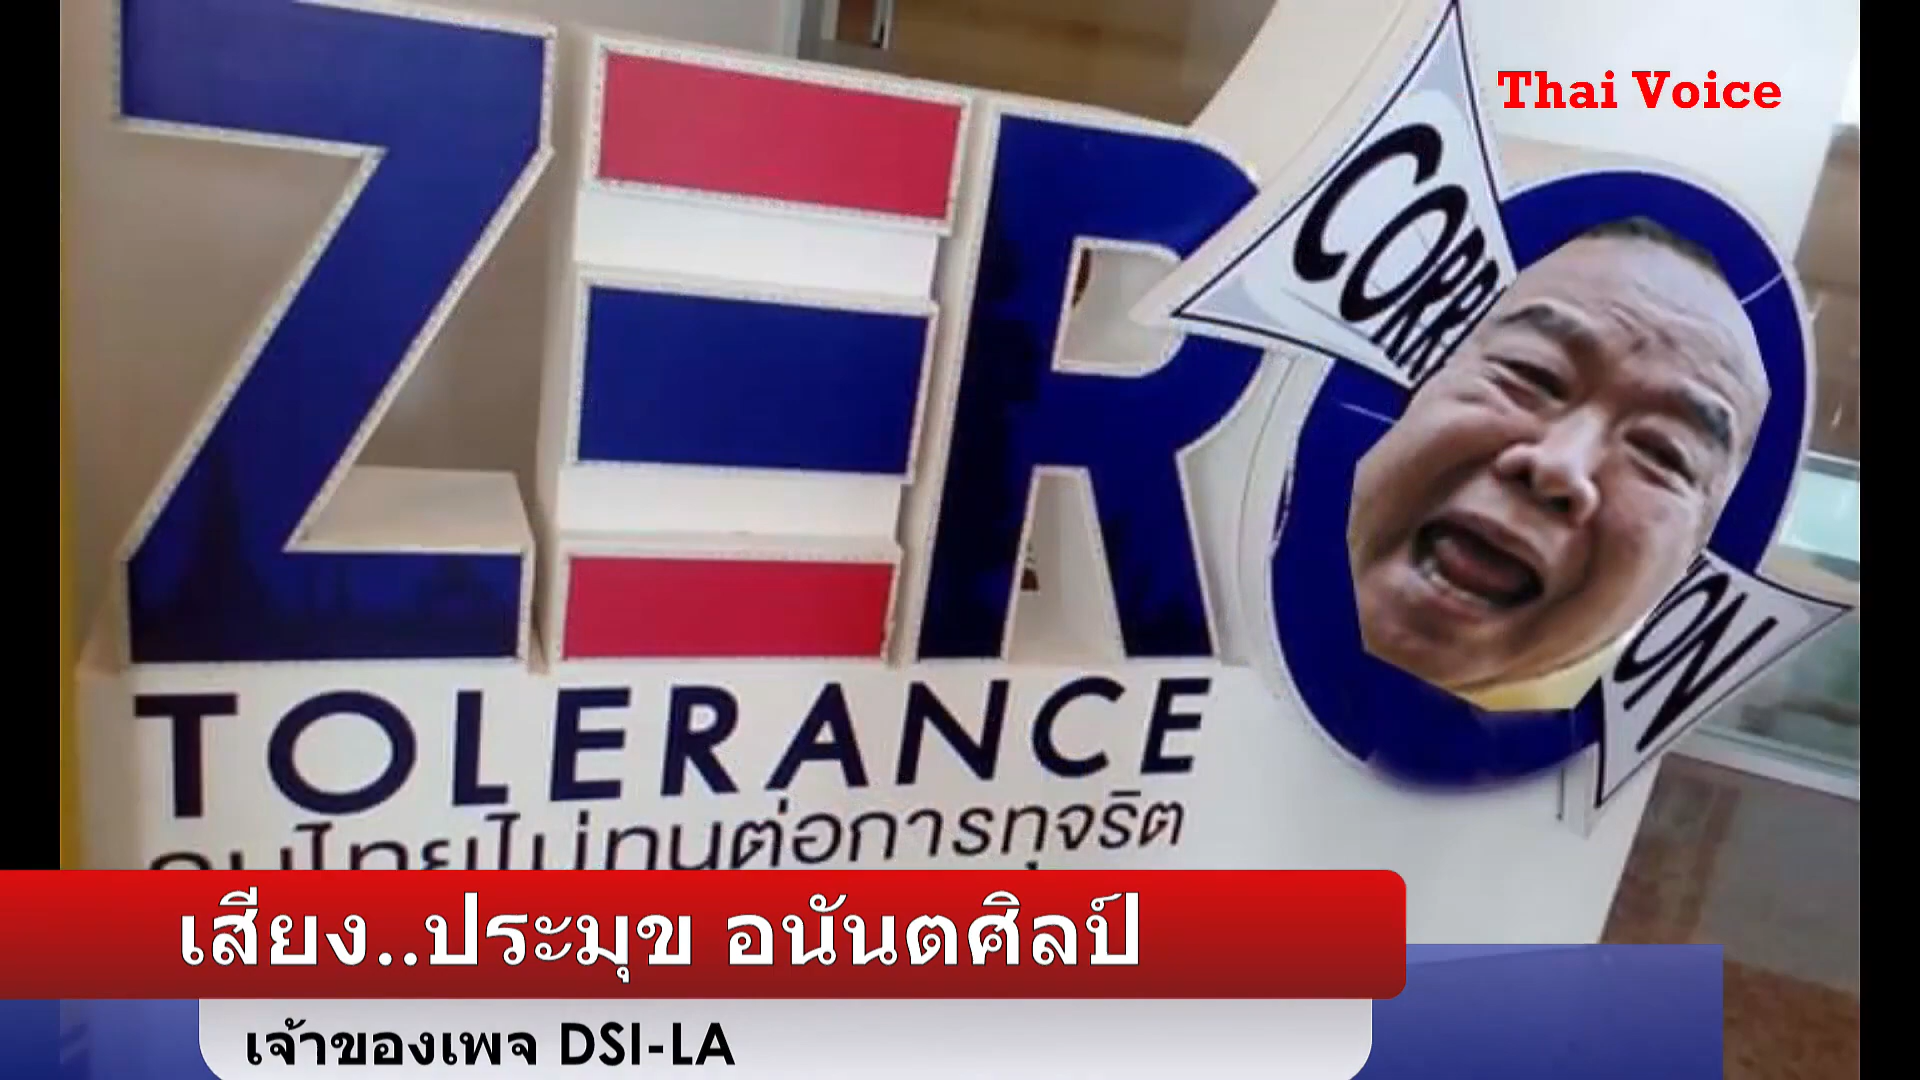 Thai Voice
ZERO
TOLERANCE
คนไทยไม่ทนต่อการทุจริต
เสียง..ประมุข อนันตศิลป์
เจ้าของเพจ DSI-LA